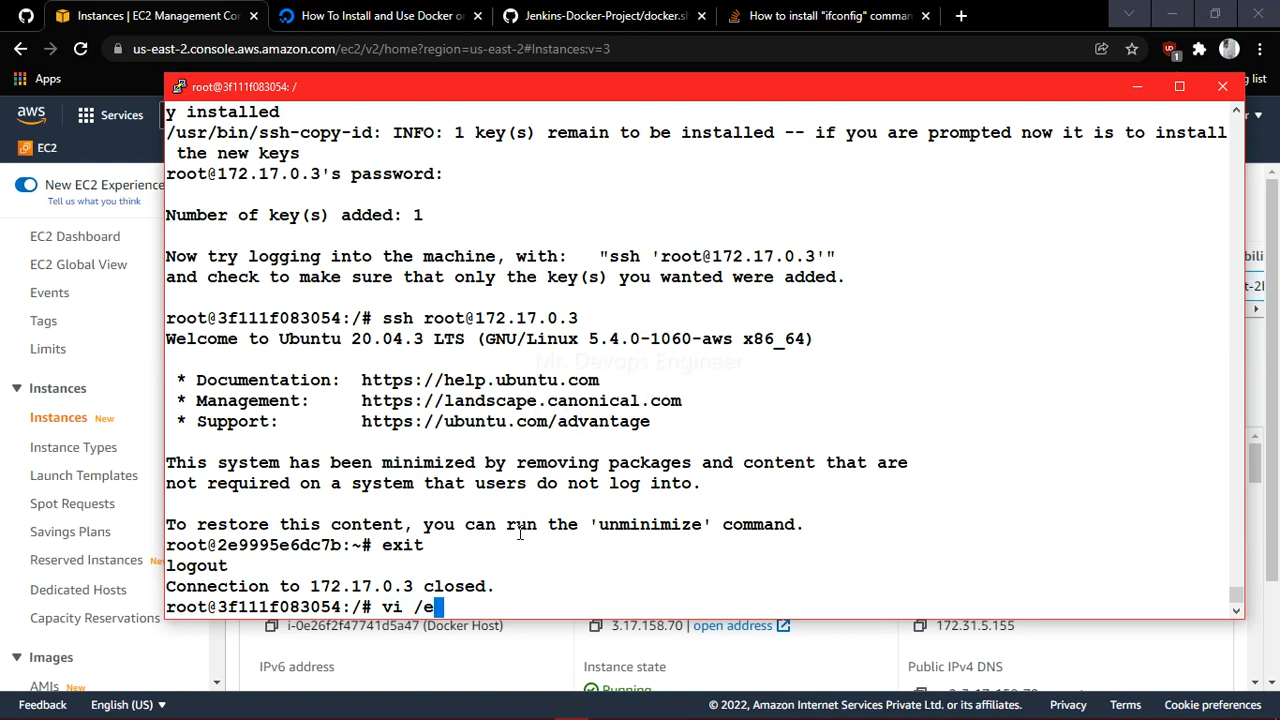 Instances | EC2 Management Con
How To Install and Use Docker on
Jenkins-Docker-Project/docker.sh
How to install "ifconfig" comman
us-east-2.console.aws.amazon.com/ec2/v2/home?region=us-east-2#Instances:v=3
1
Apps
ng list
root@3f111f083054: /
aws
Services
EC2
New EC2 Experience
Tell us what you think
EC2 Dashboard
EC2 Global View
Events
Tags
Limits
Instances
Instances New
Instance Types
Launch Templates
Spot Requests
Savings Plans
Reserved Instances New
Dedicated Hosts
Capacity Reservations
Images
AMIs New
y installed
/usr/bin/ssh-copy-id: INFO: 1 key(s) remain to be installed -- if you are prompted now it is to install
the new keys
root@172.17.0.3's password:
Number of key(s) added: 1
Now try logging into the machine, with: "ssh 'root@172.17.0.3'"
and check to make sure that only the key(s) you wanted were added.
root@3f111f083054:/# ssh root@172.17.0.3
Welcome to Ubuntu 20.04.3 LTS (GNU/Linux 5.4.0-1060-aws x86_64)
Mr. Devops Engineer
* Documentation: https://help.ubuntu.com
* Management: https://landscape.canonical.com
* Support: https://ubuntu.com/advantage
This system has been minimized by removing packages and content that are
not required on a system that users do not log into.
To restore this content, you can run the 'unminimize' command.
root@2e9995e6dc7b:~# exit
logout
Connection to 172.17.0.3 closed.
root@3f111f083054:/# vi /e
bili
t-2l
i-0e26f2f47741d5a47 (Docker Host)
3.17.158.70 | open address
172.31.5.155
IPv6 address
Instance state
Public IPv4 DNS
Running
Feedback
English (US)
© 2022, Amazon Internet Services Private Ltd. or its affiliates.
Privacy
Terms
Cookie preferences